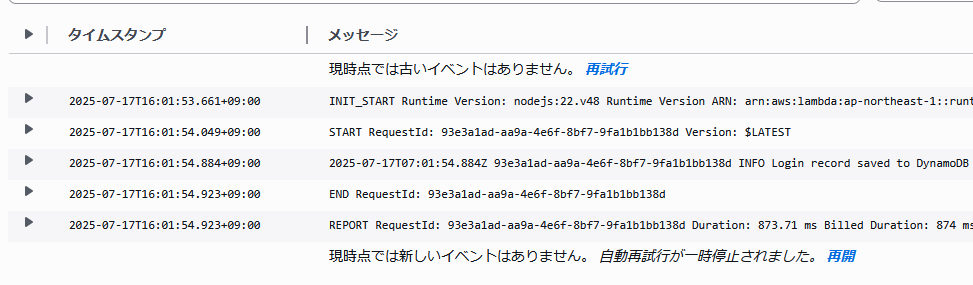 タイムスタンプ メッセージ
現時点では古いイベントはありません。 再試行
2025-07-17T16:01:53.661+09:00 INIT_START Runtime Version: nodejs:22.v48 Runtime Version ARN: arn:aws:lambda:ap-northeast-1::runt
2025-07-17T16:01:54.049+09:00 START RequestId: 93e3a1ad-aa9a-4e6f-8bf7-9fa1b1bb138d Version: $LATEST
2025-07-17T16:01:54.884+09:00 2025-07-17T07:01:54.884Z 93e3a1ad-aa9a-4e6f-8bf7-9fa1b1bb138d INFO Login record saved to DynamoDB
2025-07-17T16:01:54.923+09:00 END RequestId: 93e3a1ad-aa9a-4e6f-8bf7-9fa1b1bb138d
2025-07-17T16:01:54.923+09:00 REPORT RequestId: 93e3a1ad-aa9a-4e6f-8bf7-9fa1b1bb138d Duration: 873.71 ms Billed Duration: 874 ms
現時点では新しいイベントはありません。 自動再試行が一時停止されました。 再開